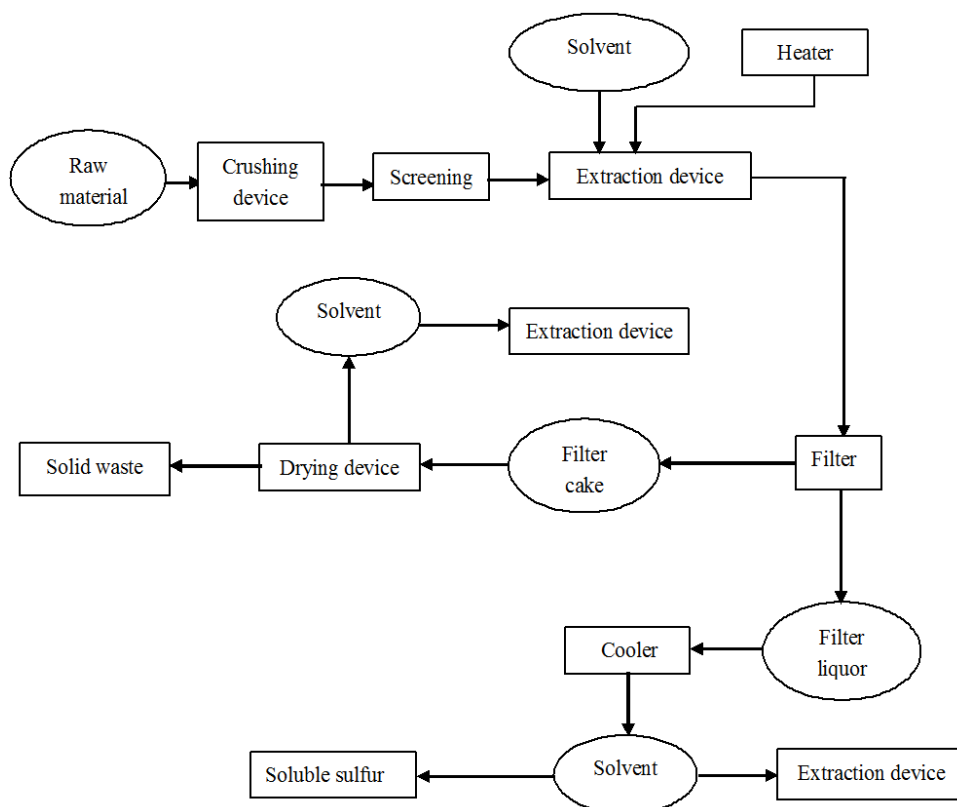 Solvent
Heater
Raw
material
Crushing
device
Screening
Extraction device
Solvent
Extraction device
Solid waste
Drying device
Filter
cake
Filter
Filter
liquor
Cooler
Soluble sulfur
Solvent
Extraction device